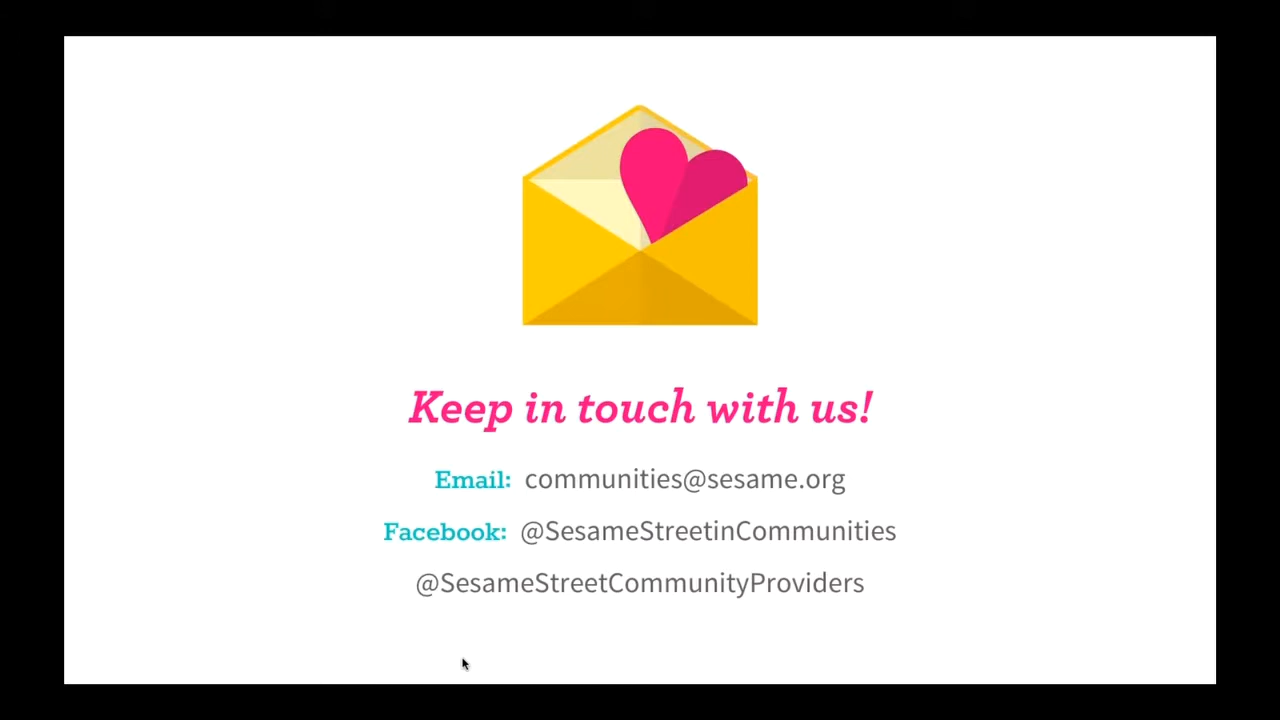 Keep in touch with us!
Email: communities@sesame.org
Facebook: @SesameStreetinCommunities
@SesameStreetCommunityProviders